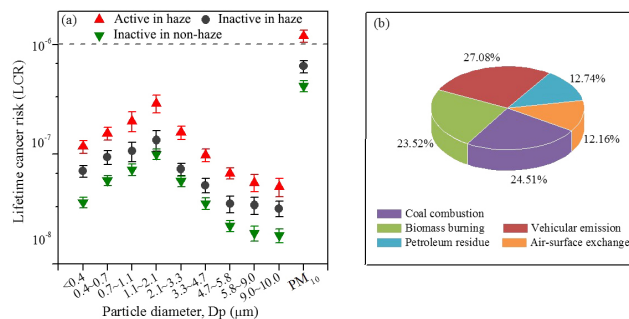 (a)
Active in haze
Inactive in haze
Inactive in non-haze
Lifetime cancer risk (LCR)
10-6
10-7
10-8
<0.4
0.4~0.7
0.7~1.1
1.1~2.1
2.1~3.3
3.3~4.7
4.7~5.8
5.8~9.0
9.0~10.0
PM10
Particle diameter, Dp (μm)
(b)
27.08%
12.74%
12.16%
24.51%
23.52%
Coal combustion
Biomass burning
Vehicular emission
Petroleum residue
Air-surface exchange